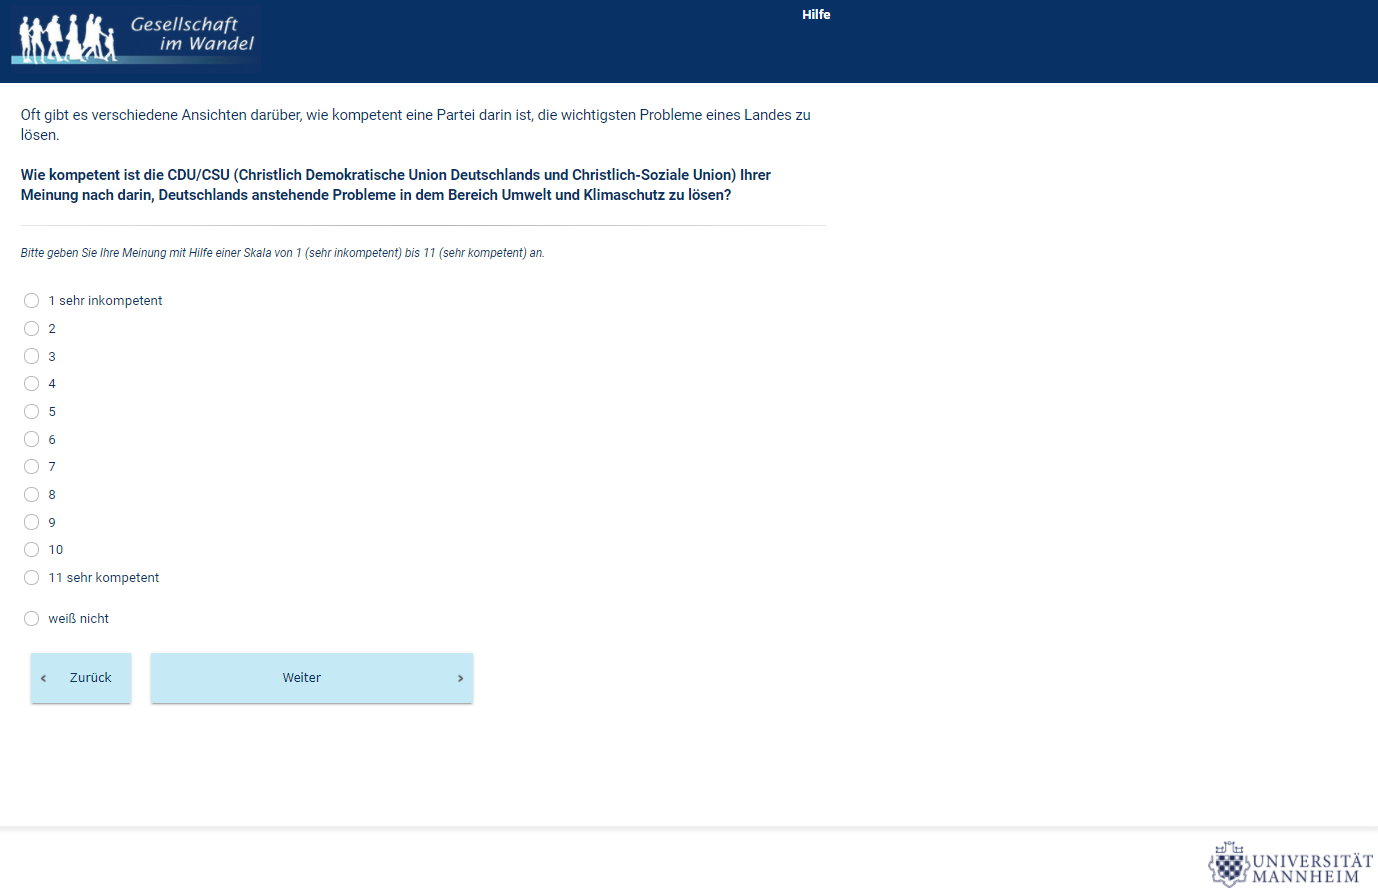 Gesellschaft
im Wandel
Hilfe
Oft gibt es verschiedene Ansichten darüber, wie kompetent eine Partei darin ist, die wichtigsten Probleme eines Landes zu
lösen.
Wie kompetent ist die CDU/CSU (Christlich Demokratische Union Deutschlands und Christlich-Soziale Union) Ihrer
Meinung nach darin, Deutschlands anstehende Probleme in dem Bereich Umwelt und Klimaschutz zu lösen?
Bitte geben Sie Ihre Meinung mit Hilfe einer Skala von 1 (sehr inkompetent) bis 11 (sehr kompetent) an.
1 sehr inkompetent
2
3
4
5
6
7
8
9
10
11 sehr kompetent
weiß nicht
Zurück
Weiter
UNIVERSITÄT
MANNHEIM